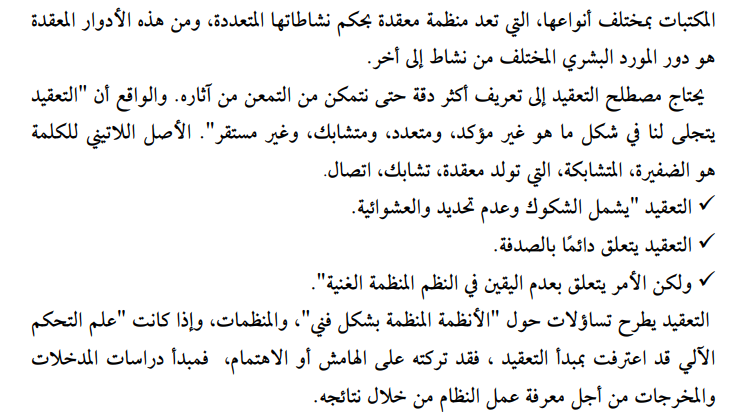 المكتبات بمختلف أنواعها، التي تعد منظمة معقدة بحكم نشاطاتها المتعددة، ومن هذه الأدوار المعقدة
هو دور المورد البشري المختلف من نشاط إلى أخر.
يحتاج مصطلح التعقيد إلى تعريف أكثر دقة حتى نتمكن من التمعن من آثاره. والواقع أن "التعقيد
يتجلى لنا في شكل ما هو غير مؤكد، ومتعدد، ومتشابك، وغير مستقر". الأصل اللاتيني للكلمة
هو الضفيرة، المتشابكة، التي تولد معقدة، تشابك، اتصال.
✓ التعقيد "يشمل الشكوك وعدم تحديد والعشوائية.
✓ التعقيد يتعلق دائمًا بالصدفة.
✓ ولكن الأمر يتعلق بعدم اليقين في النظم المنظمة الغنية".
التعقيد يطرح تساؤلات حول "الأنظمة المنظمة بشكل فني"، والمنظمات، وإذا كانت "علم التحكم
الآلي قد اعترفت بمبدأ التعقيد ، فقد تركته على الهامش أو الاهتمام، فمبدأ دراسات المدخلات
والمخرجات من أجل معرفة عمل النظام من خلال نتائجه.